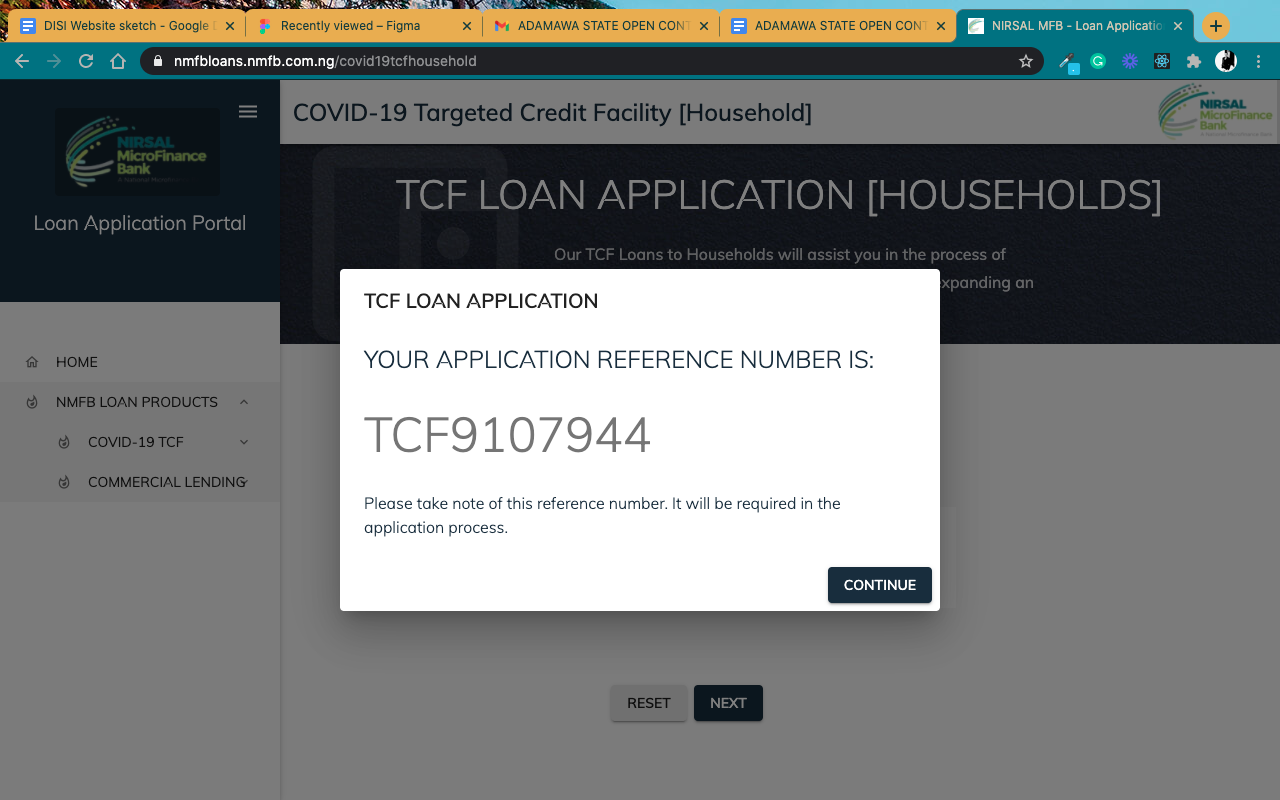 DISI Website sketch - Google D
Recently viewed – Figma
ADAMAWA STATE OPEN CONT
ADAMAWA STATE OPEN CONT
NIRSAL MFB - Loan Applicatio
nmfbloans.nmfb.com.ng/covid19tcfhousehold
NIRSAL
MicroFinance
Bank
Loan Application Portal
HOME
NMFB LOAN PRODUCTS
COVID-19 TCF
COMMERCIAL LENDING
COVID-19 Targeted Credit Facility [Household]
NIRSAL
MicroFinance
Bank
TCF LOAN APPLICATION [HOUSEHOLDS]
Our TCF Loans to Households will assist you in the process of
expanding an
TCF LOAN APPLICATION
YOUR APPLICATION REFERENCE NUMBER IS:
TCF9107944
Please take note of this reference number. It will be required in the
application process.
CONTINUE
RESET
NEXT